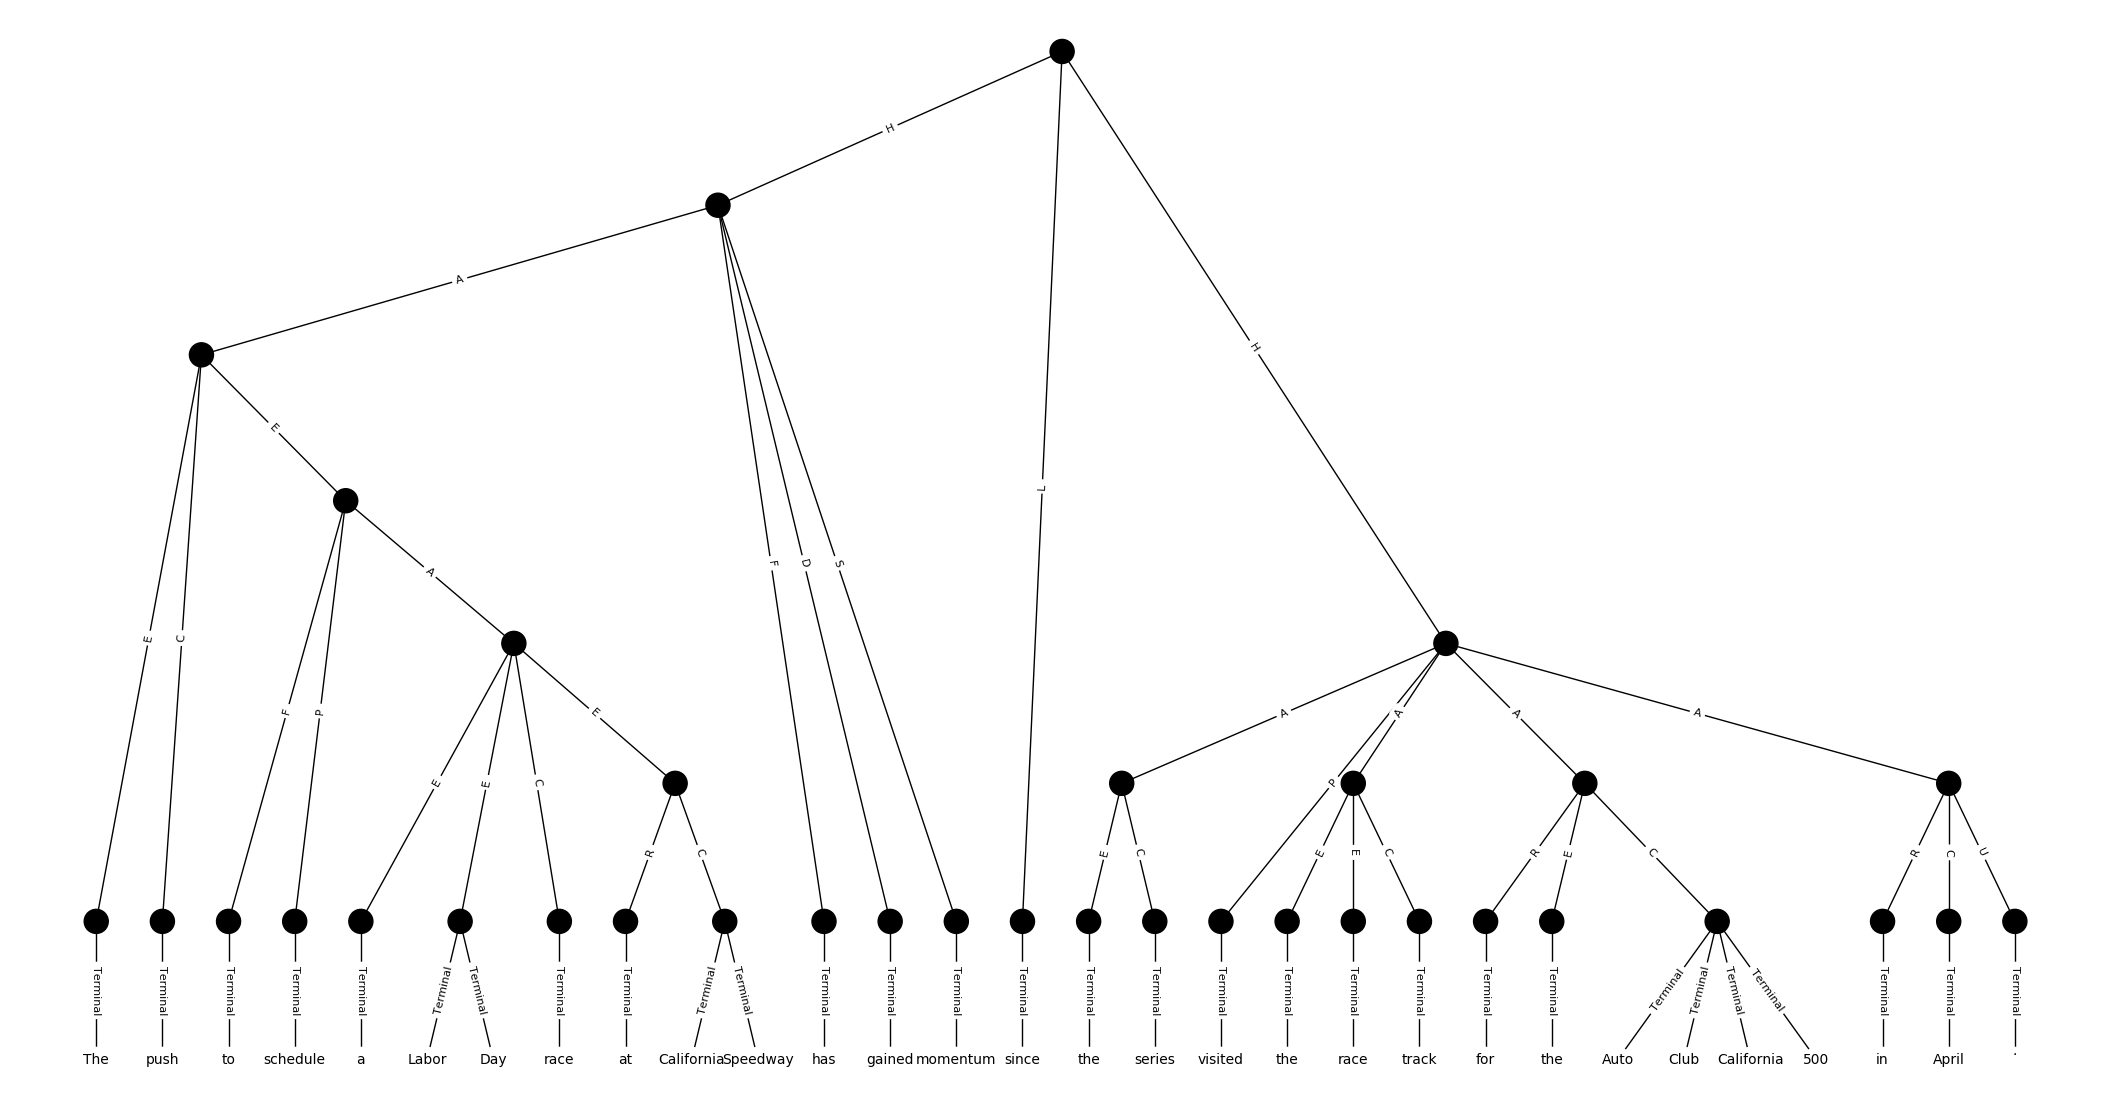 H
A
H
E
L
A
F
D
S
E
C
F
P
E
A
P
A
A
A
E
E
C
R
C
E
C
E
E
C
R
E
C
R
C
U
Terminal Terminal Terminal Terminal Terminal Terminal Terminal Terminal Terminal Terminal Terminal Terminal Terminal Terminal Terminal Terminal Terminal Terminal Terminal Terminal Terminal Terminal Terminal Terminal Terminal Terminal Terminal Terminal Terminal Terminal
The push to schedule a Labor Day race at California Speedway has gained momentum since the series visited the race track for the Auto Club California 500 in April .